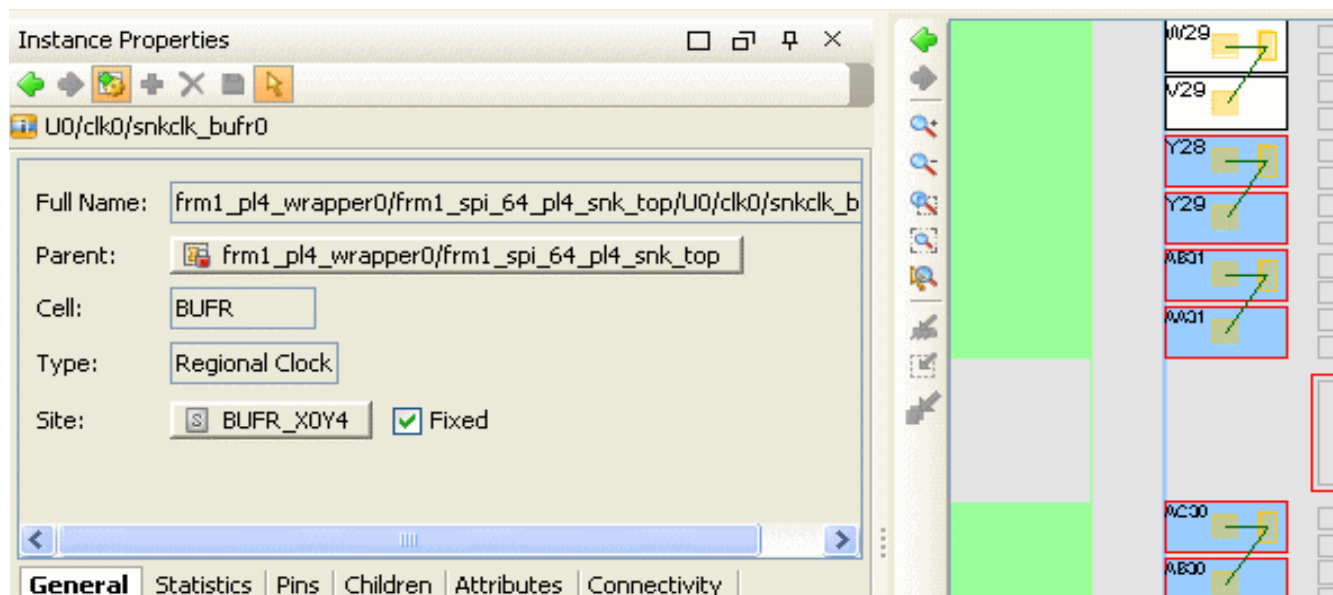 Instance Properties
U0/clk0/snkclk_bufr0
Full Name: frm1_pl4_wrapper0/frm1_spi_64_pl4_snk_top/U0/clk0/snkclk_b
Parent: frm1_pl4_wrapper0/frm1_spi_64_pl4_snk_top
Cell: BUFR
Type: Regional Clock
Site: S BUFR_X0Y4 Fixed
General Statistics Pins Children Attributes Connectivity
W29
V29
Y28
Y29
AB31
AA31
AC30
AB30